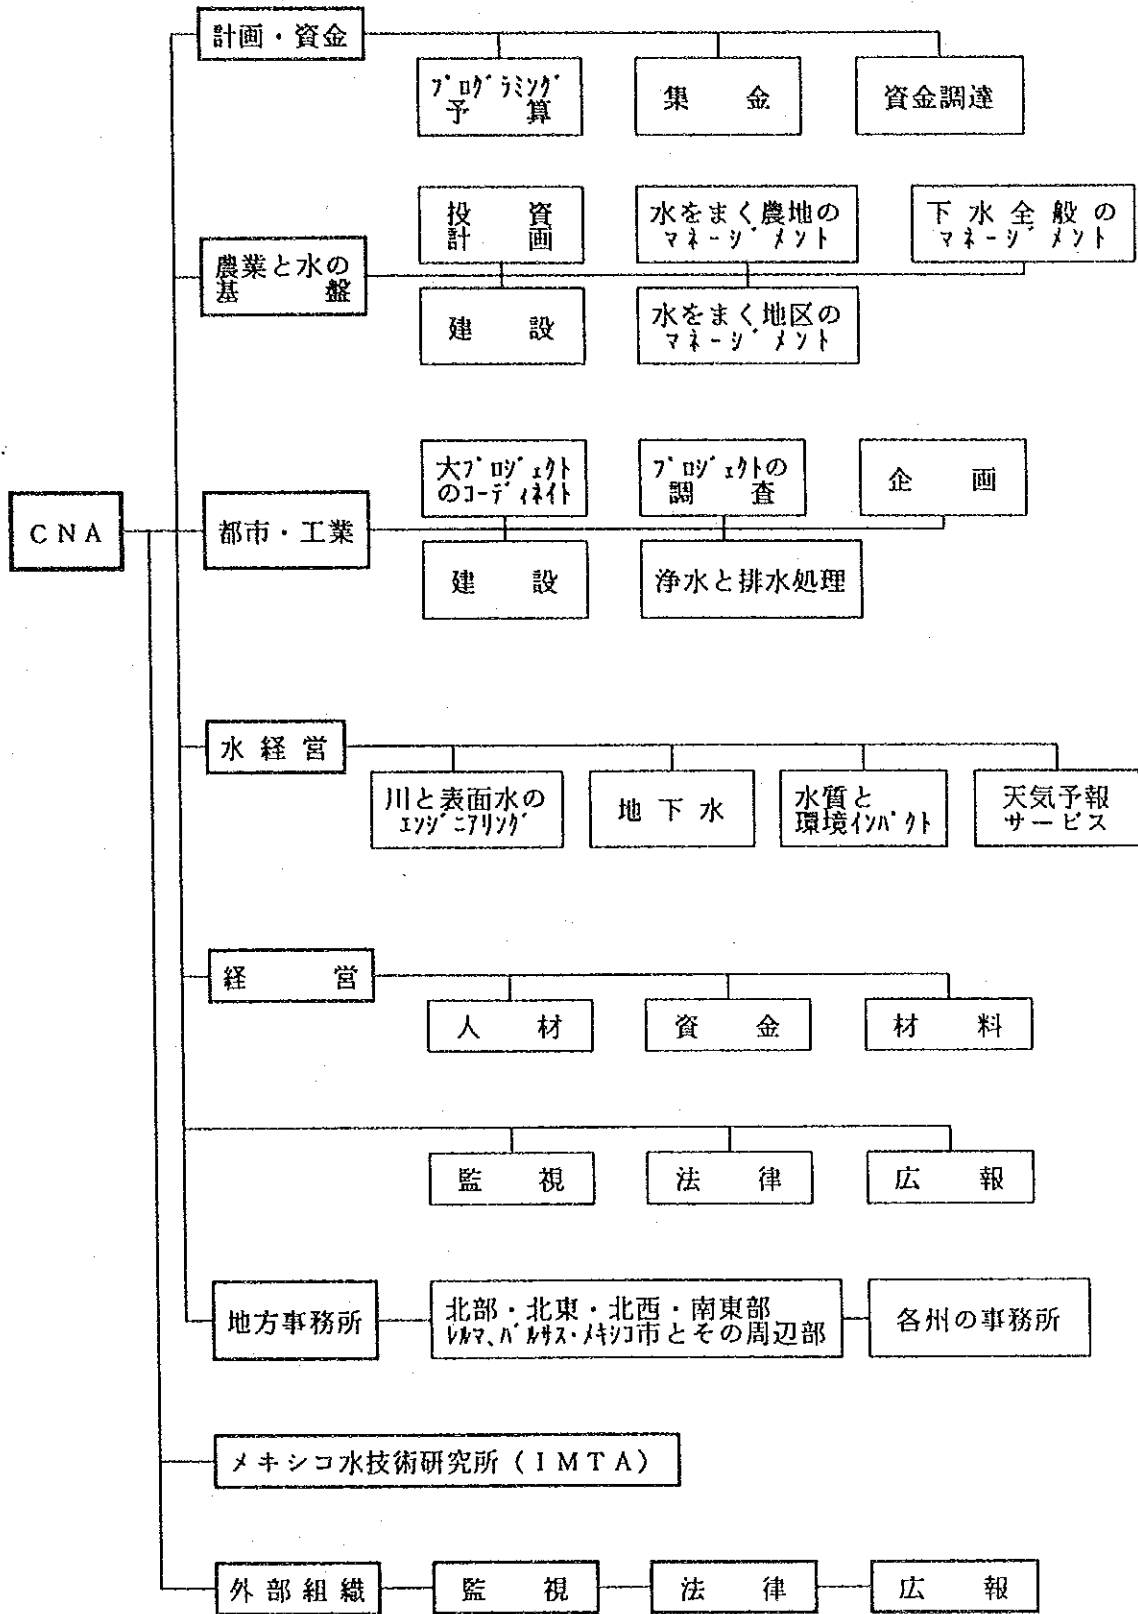 計画・資金
プログラミング
予算
集金
資金調達
投資
計画
水をまく農地の
マネージメント
下水全般の
マネージメント
農業と水の
基盤
建設
水をまく地区の
マネージメント
大プロジェクト
のコーディネイト
プロジェクトの
調査
企画
CNA
都市・工業
建設
浄水と排水処理
水経営
川と表面水の
エンジニアリング
地下水
水質と
環境インパクト
天気予報
サービス
経営
人材
資金
材料
監視
法律
広報
地方事務所
北部・北東・北西・南東部
レルマ、バルサス・メキシコ市とその周辺部
各州の事務所
メキシコ水技術研究所(IMTA)
外部組織
監視
法律
広報